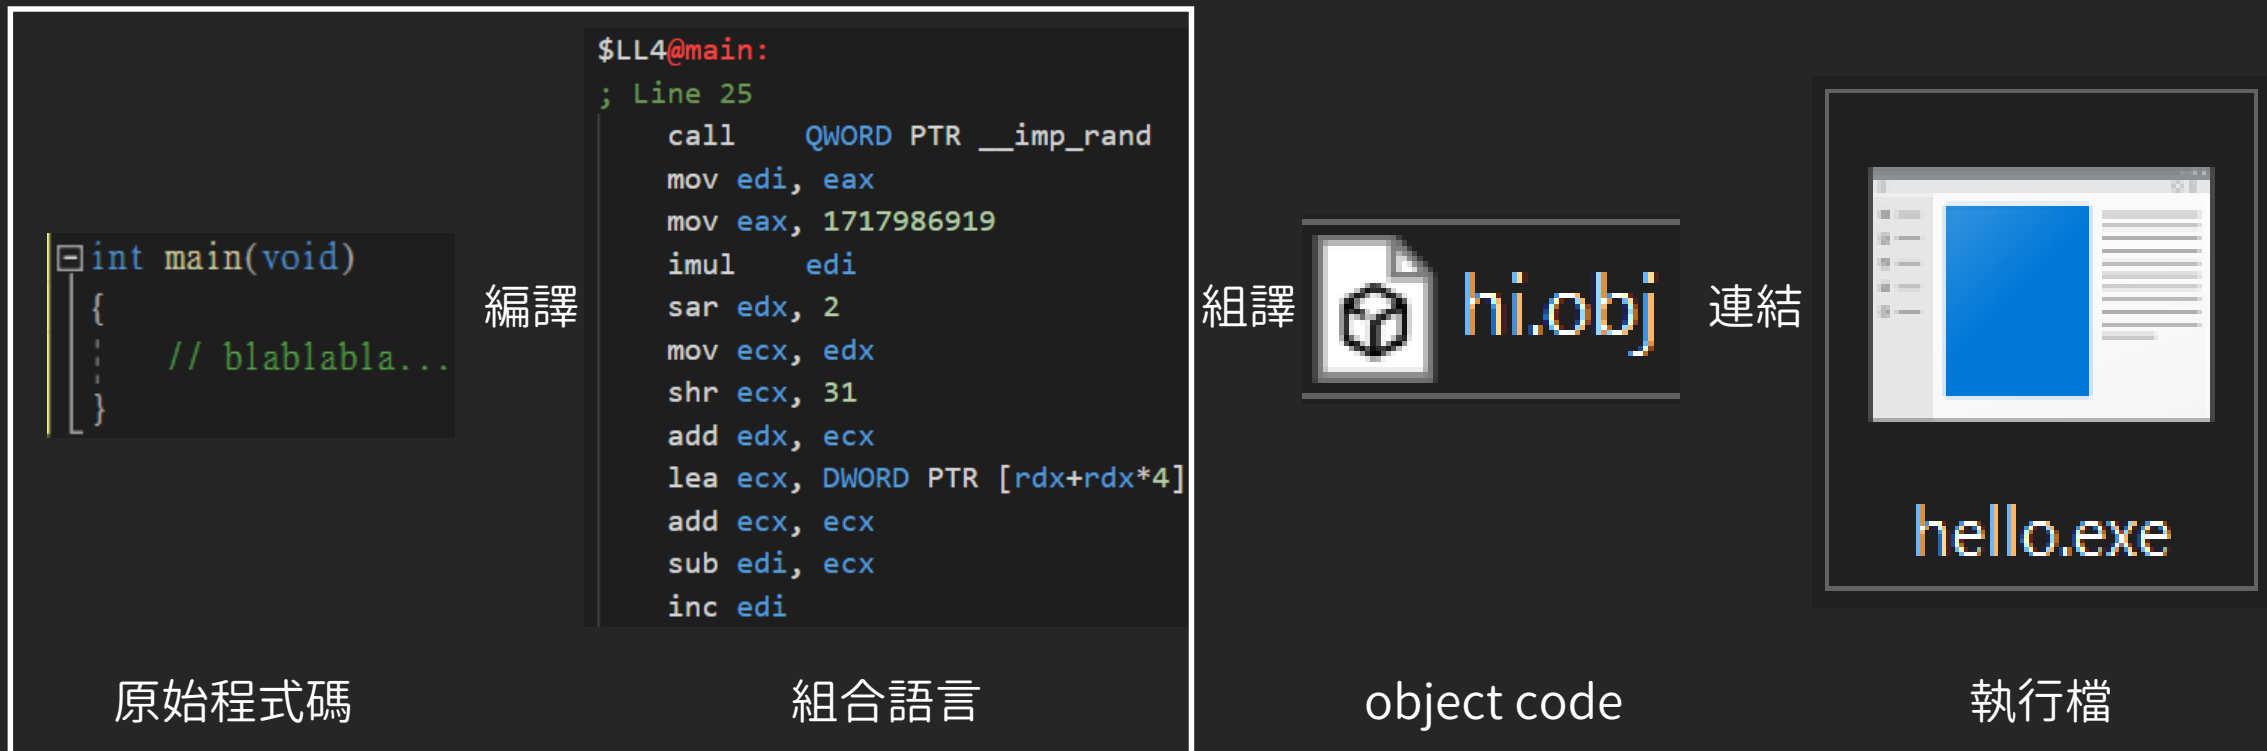 int main(void)
{
// blablabla...
}
原始程式碼
編譯
$LL4@main:
; Line 25
call QWORD PTR __imp_rand
mov edi, eax
mov eax, 1717986919
imul edi
sar edx, 2
mov ecx, edx
shr ecx, 31
add edx, ecx
lea ecx, DWORD PTR [rdx+rdx*4]
add ecx, ecx
sub edi, ecx
inc edi
組合語言
組譯
hi.obj
object code
連結
hello.exe
執行檔